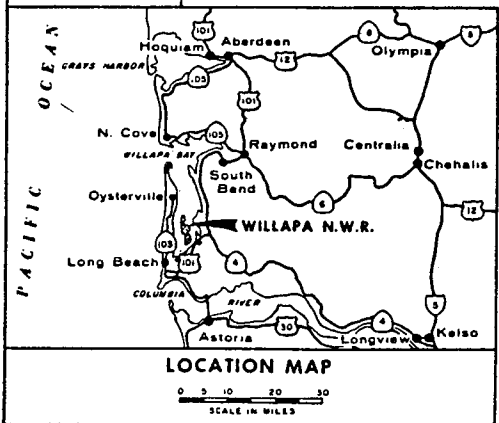 101
Hoquiam
Aberdeen
8
Olympia
8
OCEAN
GRAYS HARBOR
12
105
101
N. Cove
105
Raymond
Centralia
WILLAPA BAY
Chehalis
South
Bend
Oysterville
6
12
WILLAPA N.W.R.
PACIFIC
103
101
4
Long Beach
COLUMBIA
RIVER
5
4
Astoria
30
Longview
Kelso
LOCATION MAP
0 5 10 20 30
SCALE IN MILES